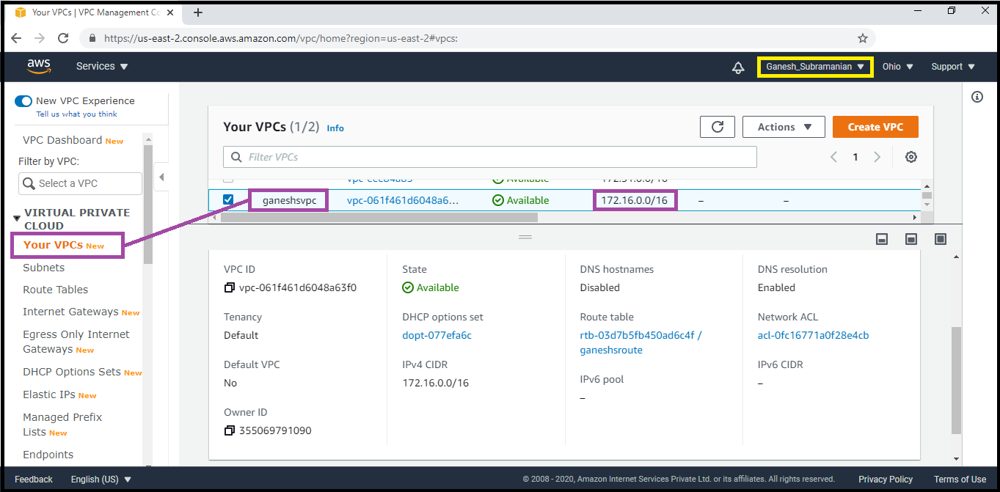 Your VPCs | VPC Management Co
https://us-east-2.console.aws.amazon.com/vpc/home?region=us-east-2#vpcs:
aws Services Ganesh_Subramanian Ohio Support
New VPC Experience
Tell us what you think
VPC Dashboard New
Filter by VPC:
Select a VPC
VIRTUAL PRIVATE
CLOUD
Your VPCs New
Subnets
Route Tables
Internet Gateways New
Egress Only Internet
Gateways New
DHCP Options Sets New
Elastic IPs New
Managed Prefix
Lists New
Endpoints
Your VPCs (1/2) Info
Actions
Create VPC
Filter VPCs
1
Available
ganeshsvpc vpc-061f461d6048a6... Available 172.16.0.0/16 – –
VPC ID
vpc-061f461d6048a63f0
Tenancy
Default
Default VPC
No
Owner ID
355069791090
State
Available
DHCP options set
dopt-077efa6c
IPv4 CIDR
172.16.0.0/16
DNS hostnames
Disabled
Route table
rtb-03d7b5fb450ad6c4f /
ganeshsroute
IPv6 pool
–
DNS resolution
Enabled
Network ACL
acl-0fc16771a0f28e4cb
IPv6 CIDR
–
Feedback English (US) © 2008 - 2020, Amazon Internet Services Private Ltd. or its affiliates. All rights reserved. Privacy Policy Terms of Use